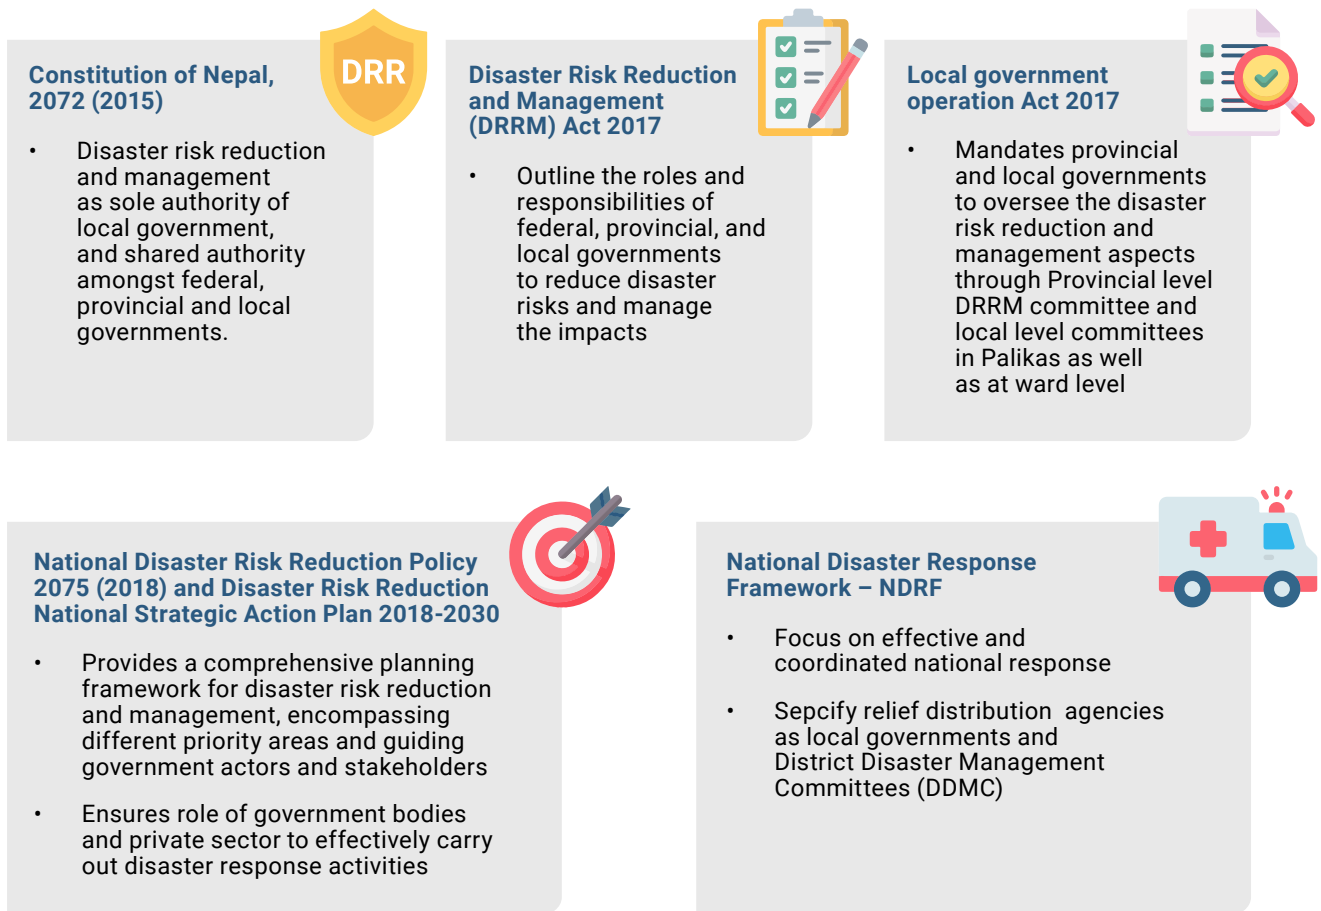 DRR
Constitution of Nepal,
2072 (2015)
• Disaster risk reduction
and management
as sole authority of
local government,
and shared authority
amongst federal,
provincial and local
governments.
Disaster Risk Reduction
and Management
(DRRM) Act 2017
• Outline the roles and
responsibilities of
federal, provincial, and
local governments
to reduce disaster
risks and manage
the impacts
Local government
operation Act 2017
• Mandates provincial
and local governments
to oversee the disaster
risk reduction and
management aspects
through Provincial level
DRRM committee and
local level committees
in Palikas as well
as at ward level
National Disaster Risk Reduction Policy
2075 (2018) and Disaster Risk Reduction
National Strategic Action Plan 2018-2030
• Provides a comprehensive planning
framework for disaster risk reduction
and management, encompassing
different priority areas and guiding
government actors and stakeholders
• Ensures role of government bodies
and private sector to effectively carry
out disaster response activities
National Disaster Response
Framework – NDRF
• Focus on effective and
coordinated national response
• Sepcify relief distribution  agencies
as local governments and
District Disaster Management
Committees (DDMC)